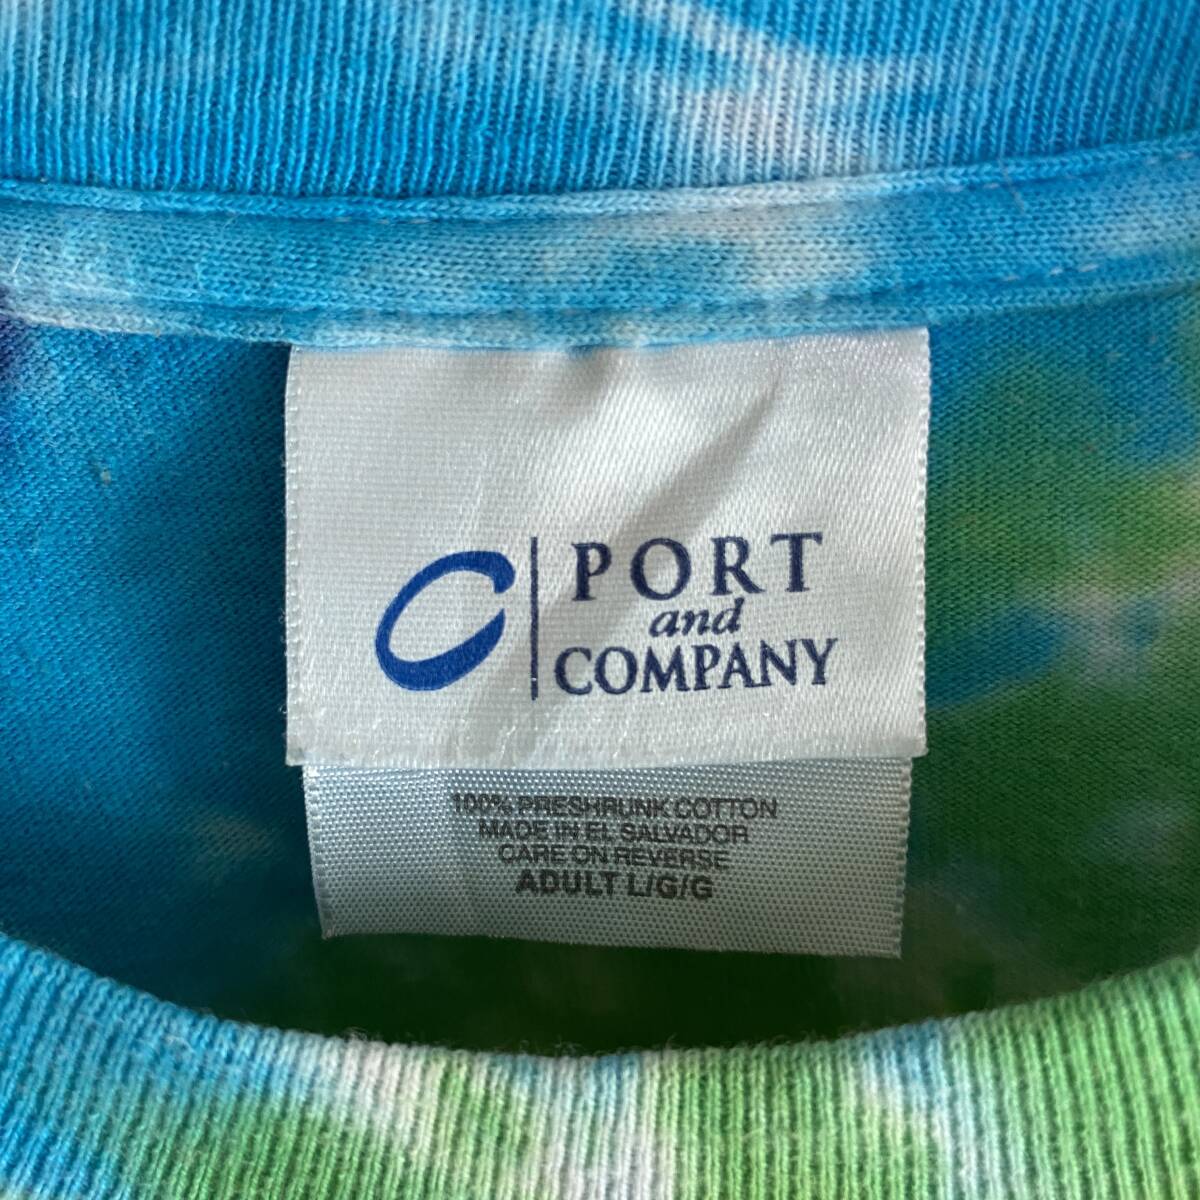 PORT
and
COMPANY
100% PRESHRUNK COTTON
MADE IN EL SALVADOR
CARE ON REVERSE
ADULT L/G/G